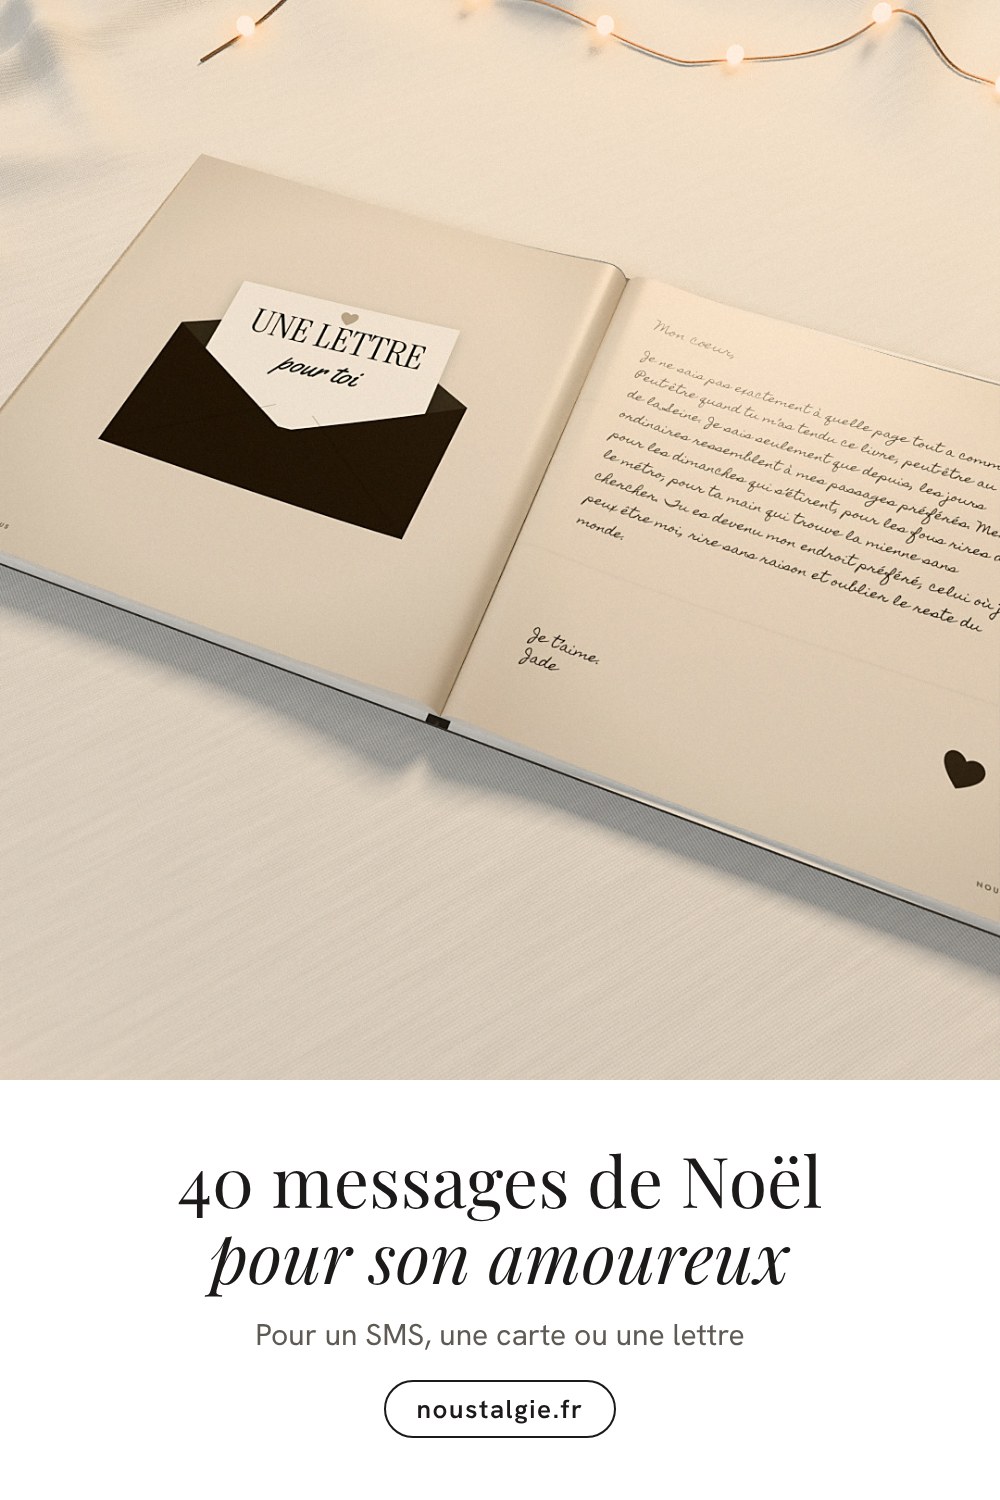 UNE LETTRE
pour toi
Mon coeur,
Je ne sais pas exactement à quelle page tout a
Peut-être quand tu m'as tendu ce livre, peut-être au
de la Seine. Je sais seulement que depuis, les jours
ordinaires ressemblent à mes passages préférés.
pour les dimanches qui s'étirent, pour les fous rires
le métro, pour ta main qui trouve la mienne sans
chercher. Tu es devenu mon endroit préféré, celui où
peux être moi, rire sans raison et oublier le reste du
monde.
Je t'aime.
Jade
40 messages de Noël
pour son amoureux
Pour un SMS, une carte ou une lettre
noustalgie.fr